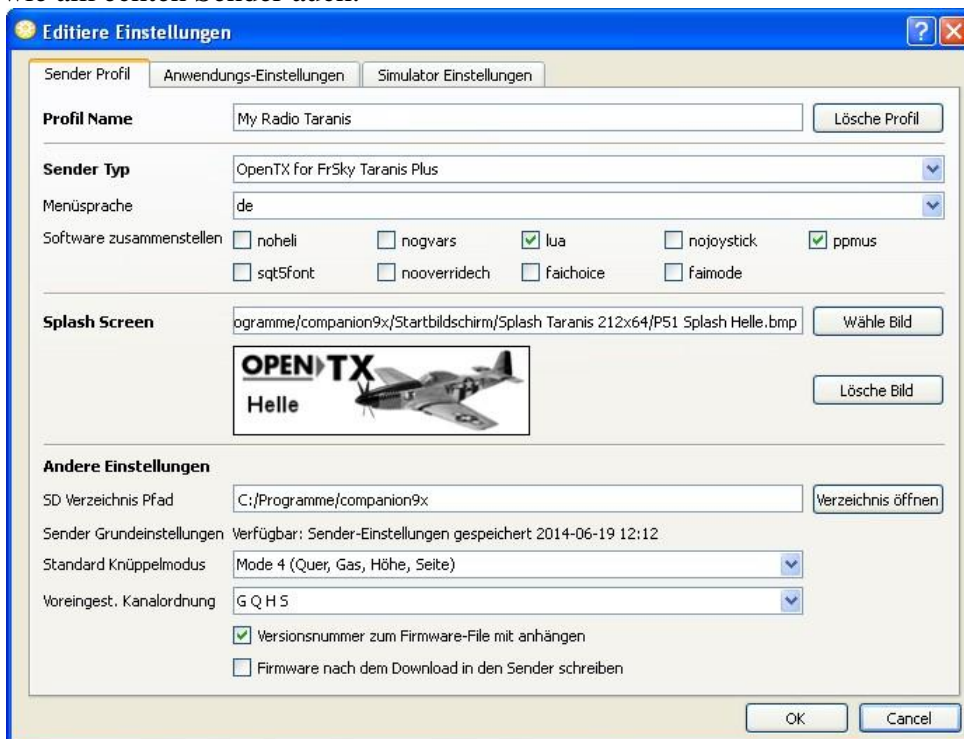 wie am echten Sender auch.
Editiere Einstellungen
Sender Profil Anwendungs-Einstellungen Simulator Einstellungen
Profil Name My Radio Taranis Lösche Profil
Sender Typ OpenTX for FrSky Taranis Plus
Menüsprache de
Software zusammenstellen noheli nogvars lua nojoystick ppmus
sqt5font nooverridech faichoice faimode
Splash Screen ogramme/companion9x/Startbildschirm/Splash Taranis 212x64/P51 Splash Helle.bmp Wähle Bild
OPEN TX
Helle
Lösche Bild
Andere Einstellungen
SD Verzeichnis Pfad C:/Programme/companion9x Verzeichnis öffnen
Sender Grundeinstellungen Verfügbar: Sender-Einstellungen gespeichert 2014-06-19 12:12
Standard Knüppelmodus Mode 4 (Quer, Gas, Höhe, Seite)
Voreingest. Kanalordnung G Q H S
Versionsnummer zum Firmware-File mit anhängen
Firmware nach dem Download in den Sender schreiben
OK Cancel